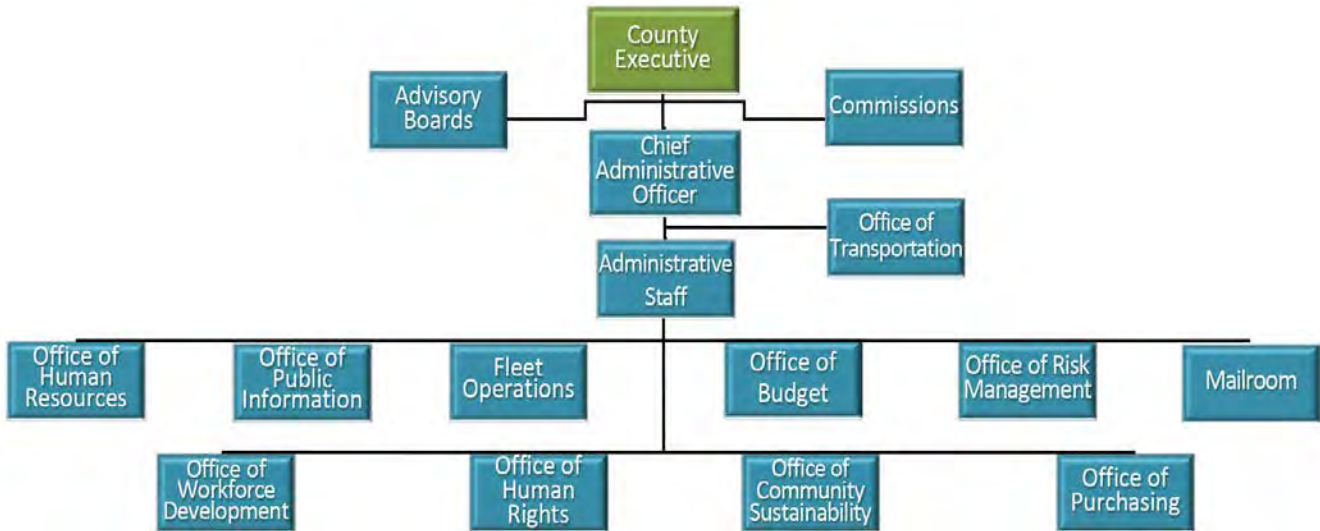 County
Executive
Advisory
Boards
Commissions
Chief
Administrative
Officer
Office of
Transportation
Administrative
Staff
Office of
Human
Resources
Office of
Public
Information
Fleet
Operations
Office of
Budget
Office of Risk
Management
Mailroom
Office of
Workforce
Development
Office of
Human
Rights
Office of
Community
Sustainability
Office of
Purchasing